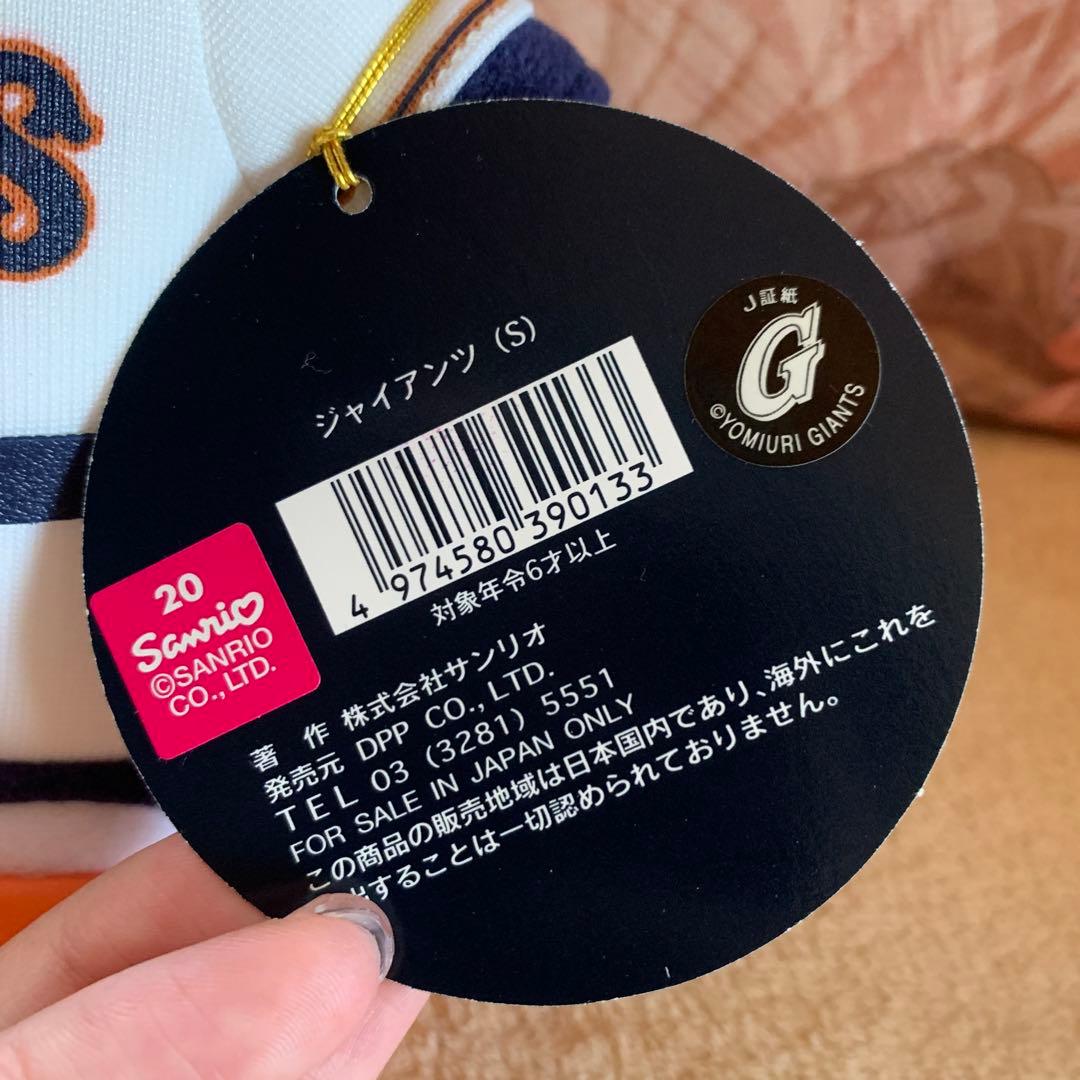 S
J証紙
G
©YOMIURI GIANTS
ジャイアンツ (S)
4 974580 390133
対象年令6才以上
20
Sanrio
©SANRIO
CO., LTD.
著 作 株式会社サンリオ
発売元 DPP CO., LTD.
TEL 03 (3281) 5551
FOR SALE IN JAPAN ONLY
この商品の販売地域は日本国内であり、海外にこれを
出することは一切認められておりません。